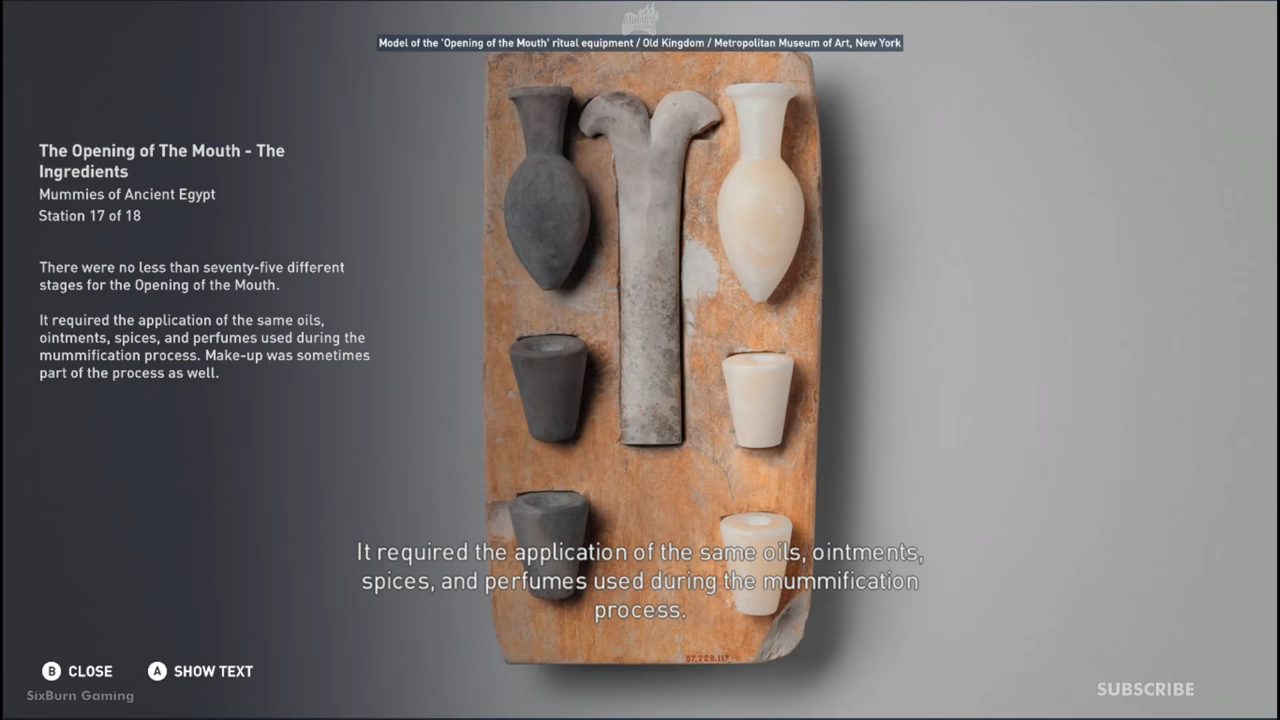 Model of the 'Opening of the Mouth' ritual equipment / Old Kingdom / Metropolitan Museum of Art, New York
The Opening of The Mouth - The
Ingredients
Mummies of Ancient Egypt
Station 17 of 18
There were no less than seventy-five different
stages for the Opening of the Mouth.
It required the application of the same oils,
ointments, spices, and perfumes used during the
mummification process. Make-up was sometimes
part of the process as well.
It required the application of the same oils, ointments,
spices, and perfumes used during the mummification
process.
07.228.117
B CLOSE A SHOW TEXT
SixBurn Gaming
SUBSCRIBE